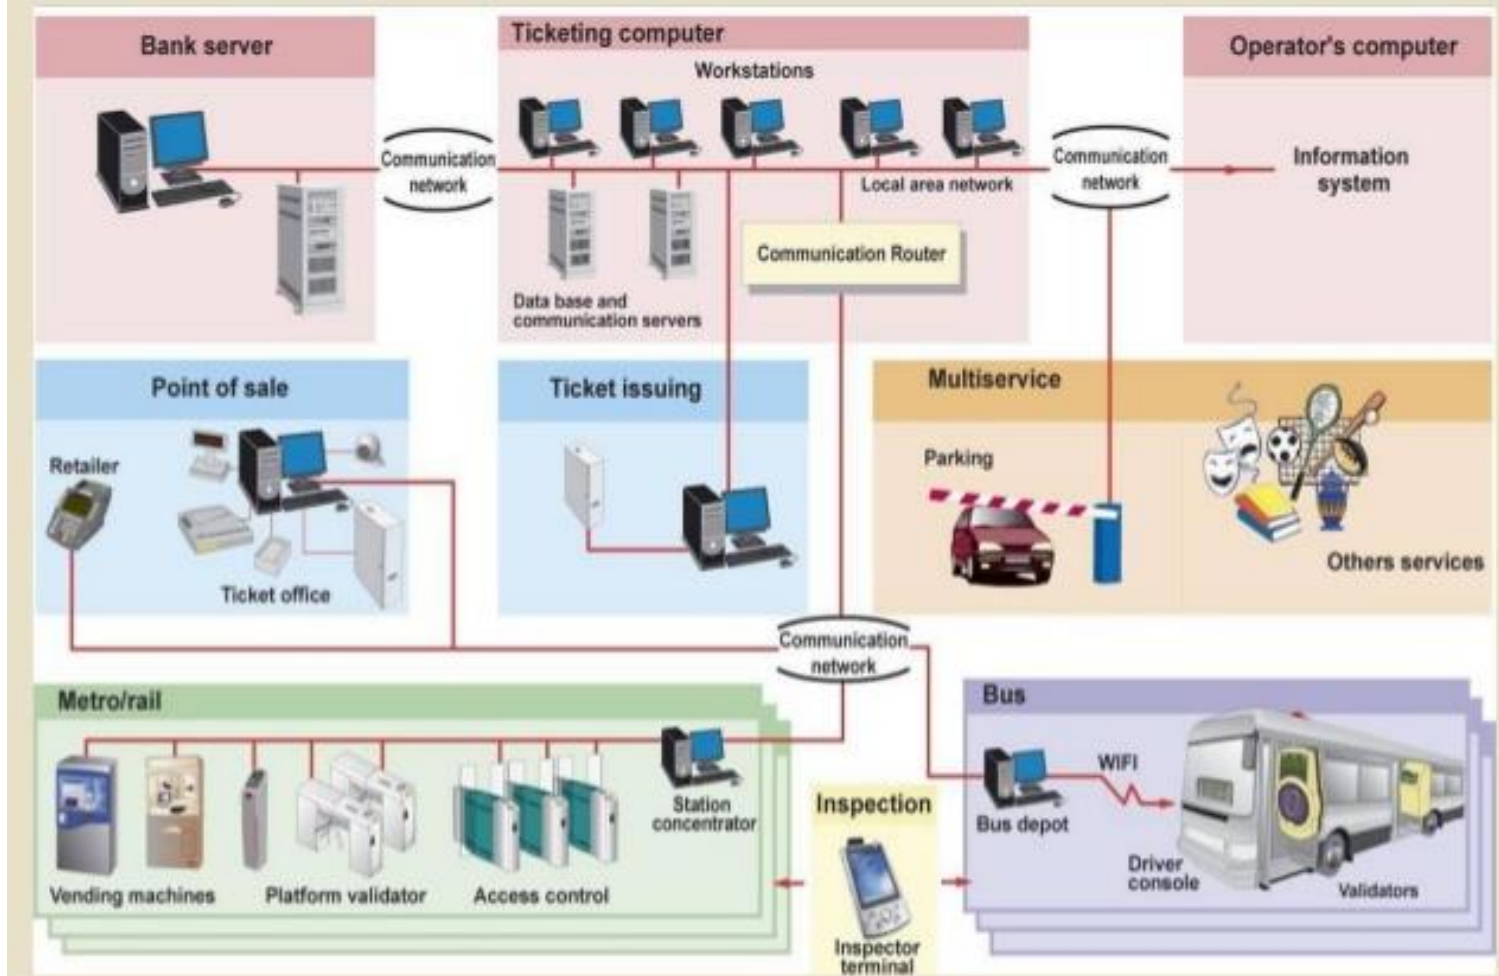 Bank server
Ticketing computer
Operator's computer
Workstations
Communication
network
Communication
network
Information
system
Local area network
Communication Router
Data base and
communication servers
Point of sale
Ticket issuing
Multiservice
Retailer
Parking
Ticket office
Others services
Communication
network
Metro/rail
Bus
WIFI
Station
concentrator
Inspection
Bus depot
Driver
console
Vending machines
Platform validator
Access control
Validators
Inspector
terminal